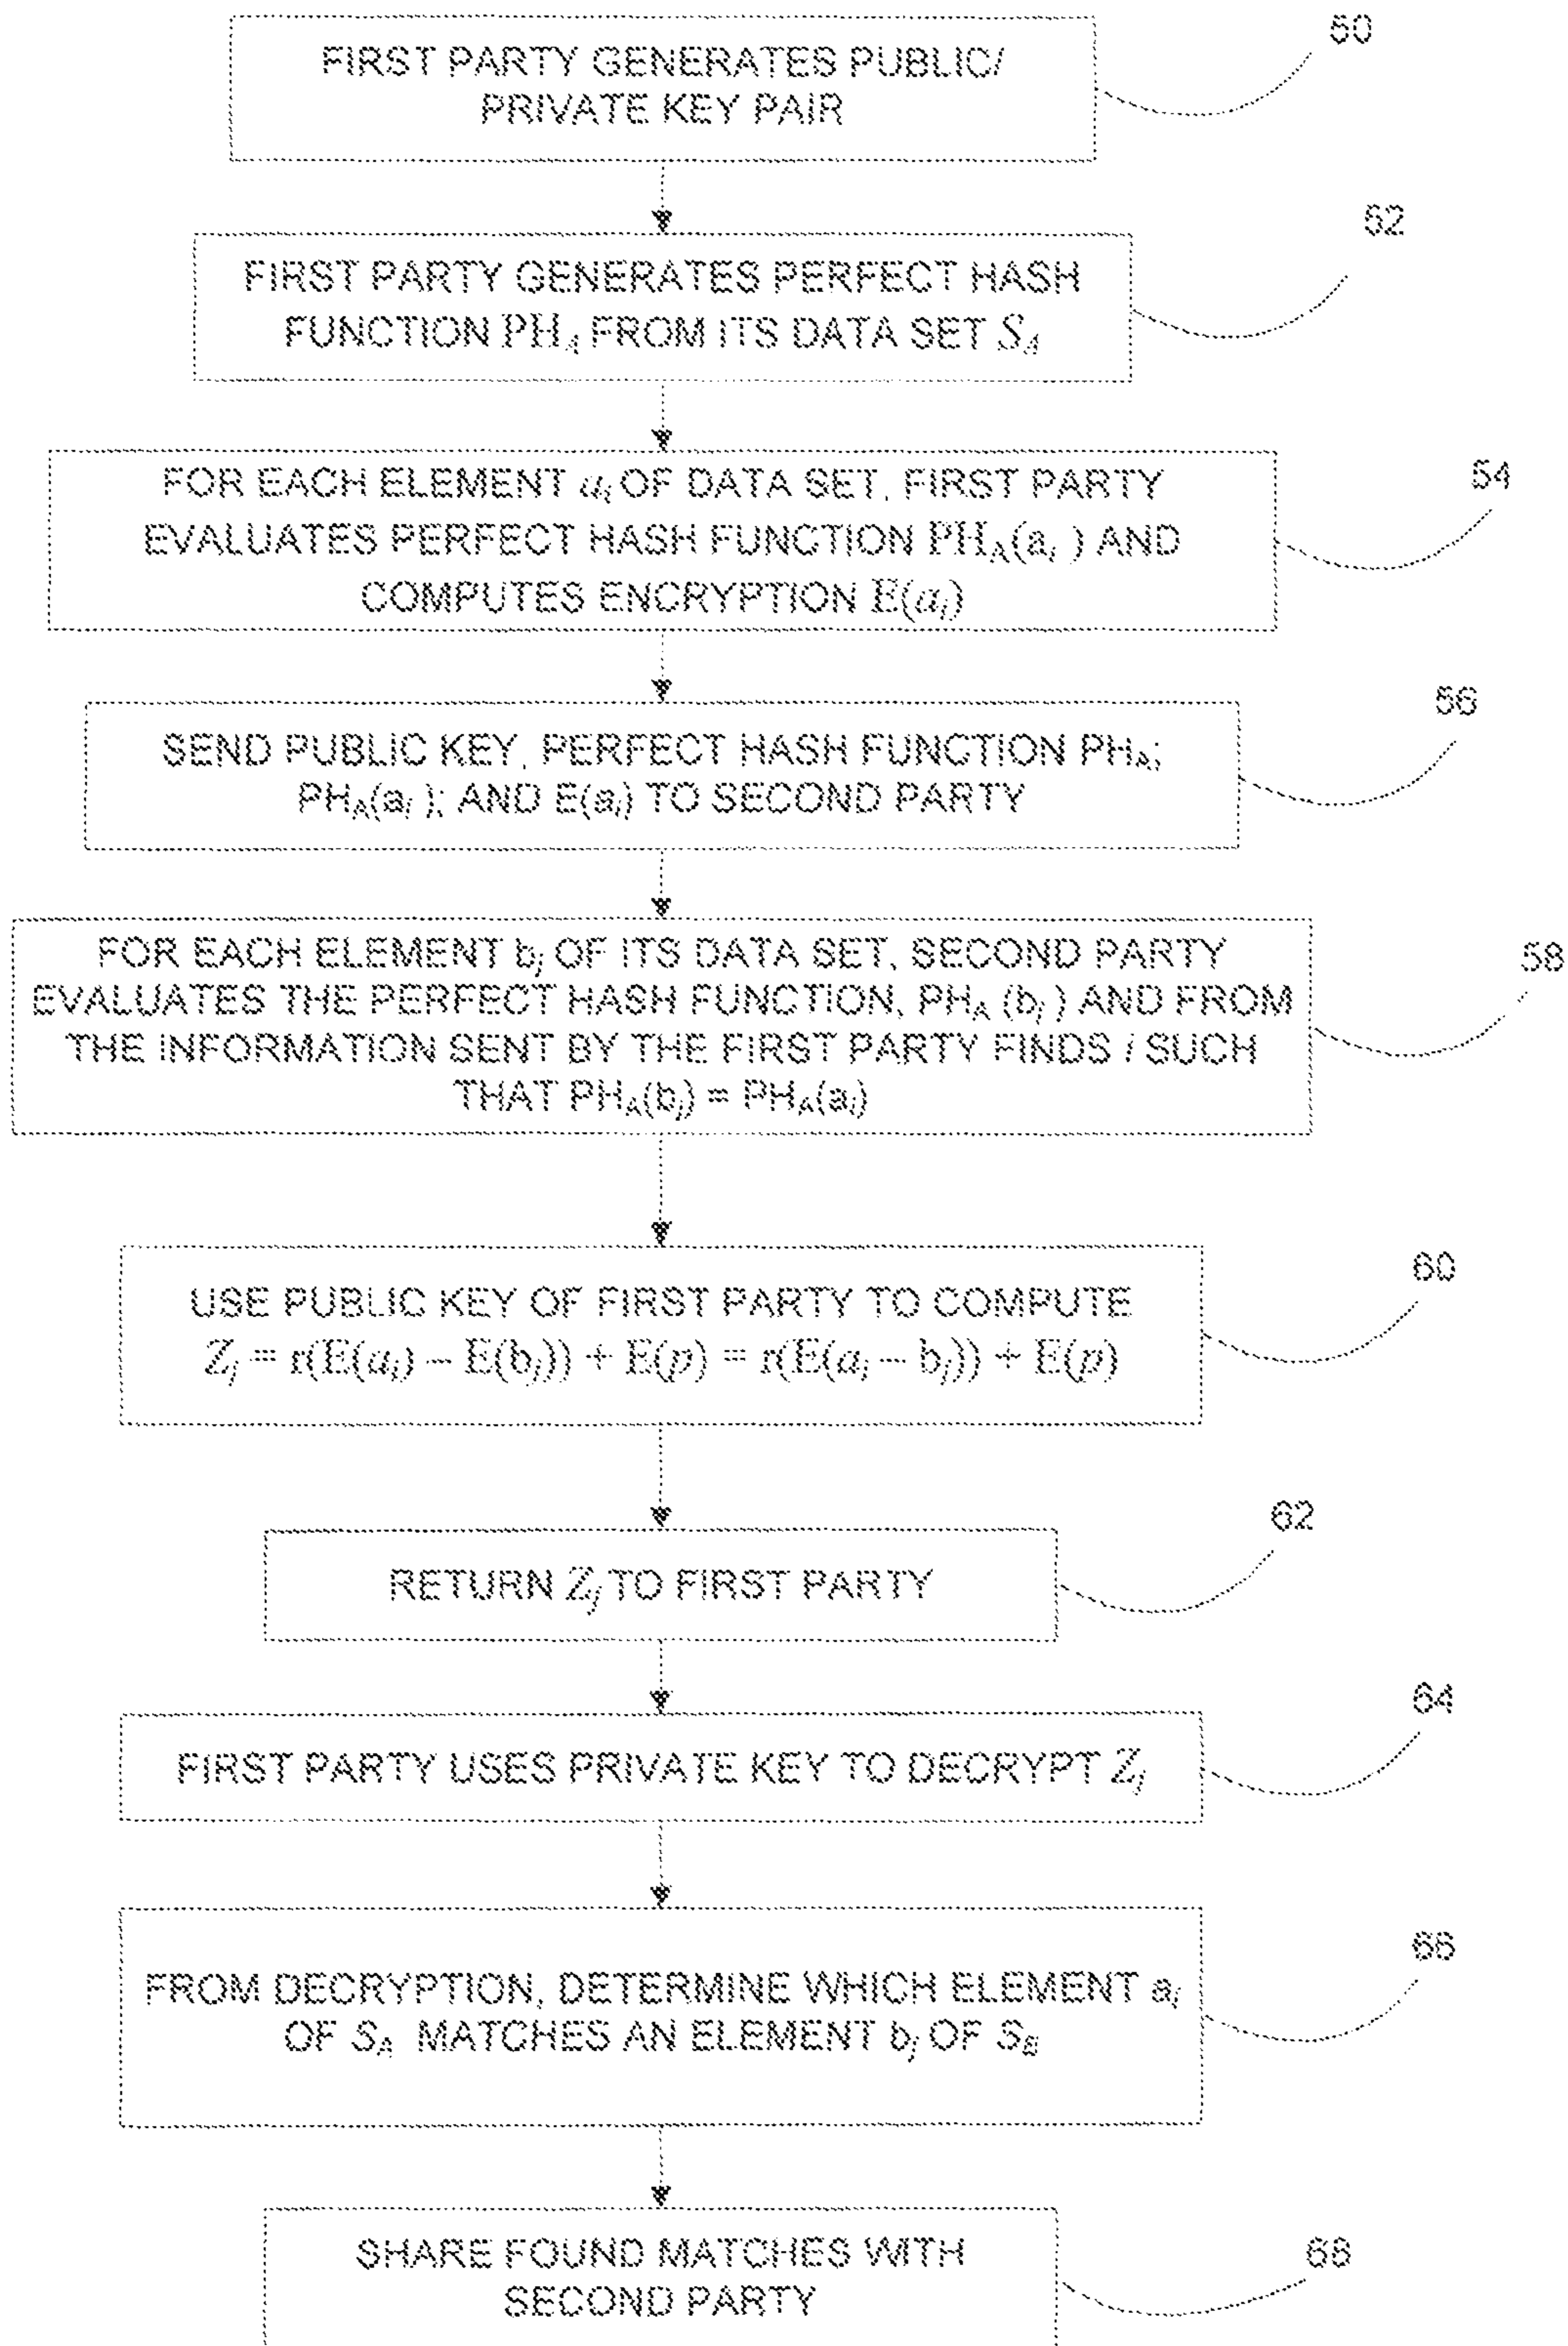 FIRST PARTY GENERATES PUBLIC/
PRIVATE KEY PAIR
50
FIRST PARTY GENERATES PERFECT HASH
FUNCTION PH_A FROM ITS DATA SET S_A
52
FOR EACH ELEMENT a_i OF DATA SET, FIRST PARTY
EVALUATES PERFECT HASH FUNCTION PH_A(a_i ) AND
COMPUTES ENCRYPTION E(a_i)
54
SEND PUBLIC KEY, PERFECT HASH FUNCTION PH_A;
PH_A(a_i ); AND E(a_i) TO SECOND PARTY
56
FOR EACH ELEMENT b_j OF ITS DATA SET, SECOND PARTY
EVALUATES THE PERFECT HASH FUNCTION, PH_A (b_j ) AND FROM
THE INFORMATION SENT BY THE FIRST PARTY FINDS i SUCH
THAT PH_A(b_j) = PH_A(a_i)
58
USE PUBLIC KEY OF FIRST PARTY TO COMPUTE
Z_j = r(E(a_i) – E(b_j)) + E(p) = r(E(a_i – b_j)) + E(p)
60
RETURN Z_j TO FIRST PARTY
62
FIRST PARTY USES PRIVATE KEY TO DECRYPT Z_j
64
FROM DECRYPTION, DETERMINE WHICH ELEMENT a_i
OF S_A MATCHES AN ELEMENT b_j OF S_B
66
SHARE FOUND MATCHES WITH
SECOND PARTY
68